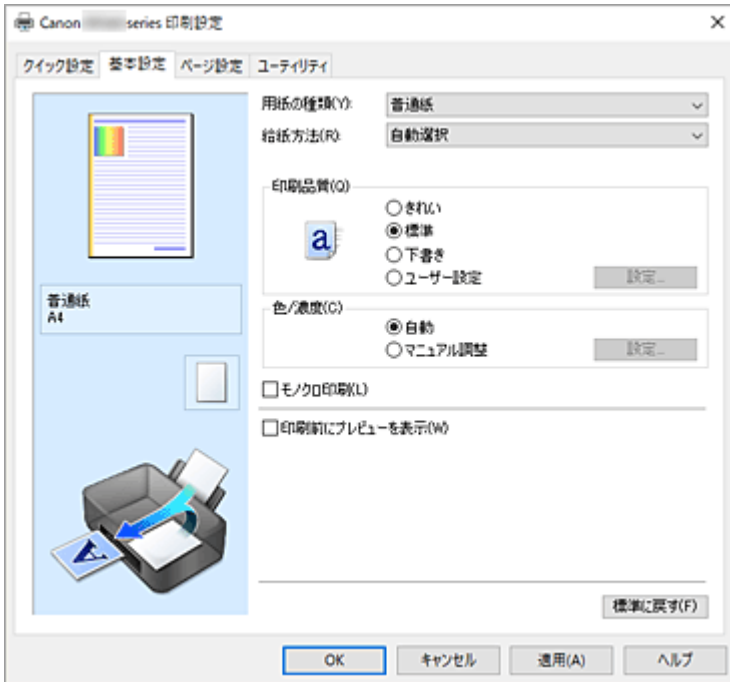 Canon series 印刷設定
クイック設定 基本設定 ページ設定 ユーティリティ
用紙の種類(Y): 普通紙
給紙方法(R): 自動選択
印刷品質(Q)
きれい
a
標準
下書き
ユーザー設定 設定...
普通紙
A4
色/濃度(C)
自動
マニュアル調整 設定...
モノクロ印刷(L)
印刷前にプレビューを表示(W)
A
標準に戻す(F)
OK キャンセル 適用(A) ヘルプ